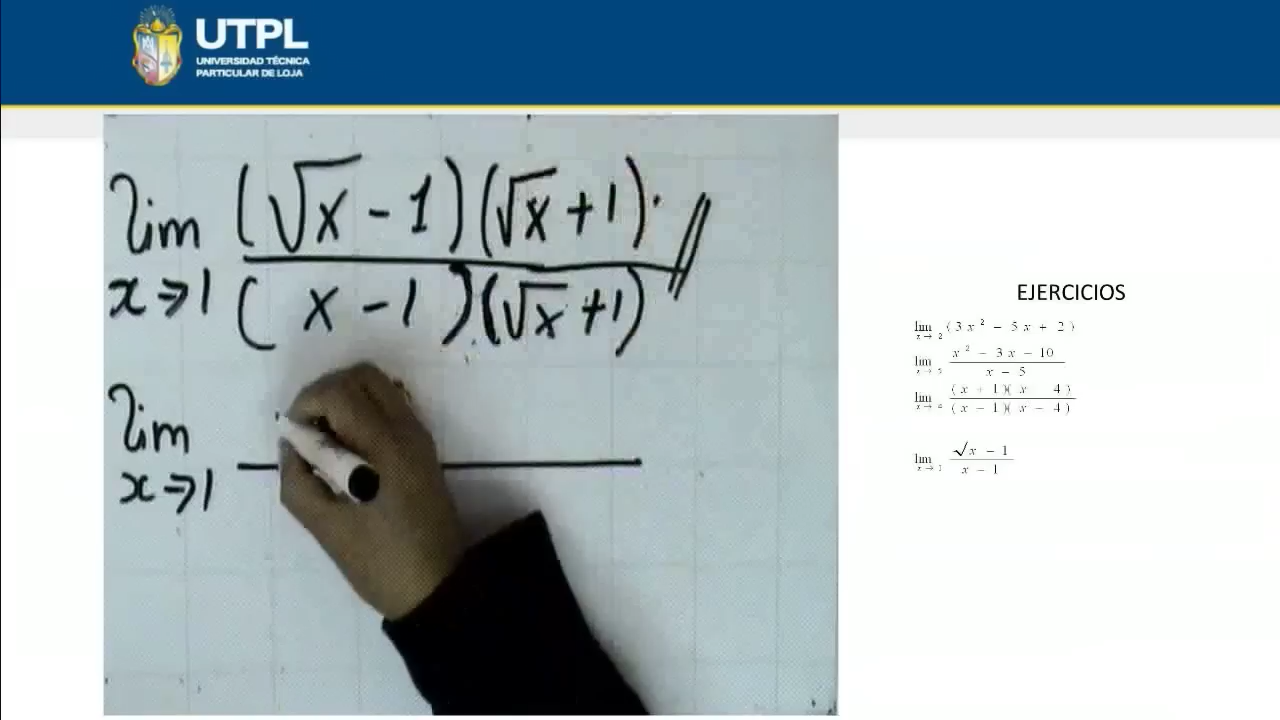 UTPL
UNIVERSIDAD TÉCNICA
PARTICULAR DE LOJA
lim (√x - 1)(√x + 1)
x→1 (x - 1)(√x + 1)
lim
x→1
EJERCICIOS
lim (3x² - 5x + 2)
x→2
lim x² - 3x - 10
x→5 x - 5
lim (x + 1)(x 4)
x→4 (x - 1)(x - 4)
lim √x - 1
x→1 x - 1